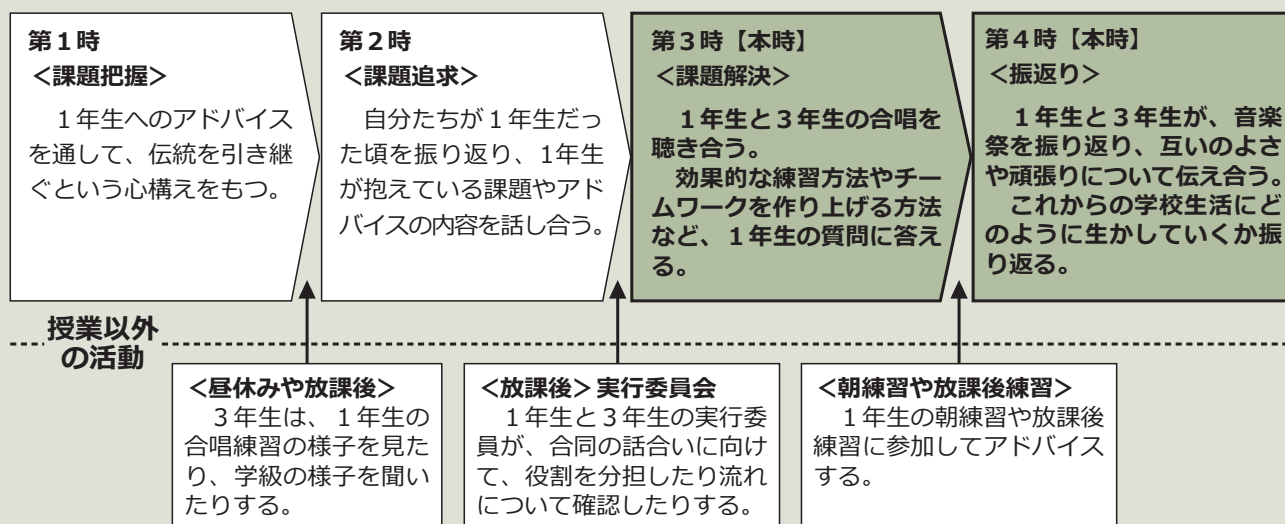 第１時
＜課題把握＞
１年生へのアドバイス
を通して、伝統を引き継
ぐという心構えをもつ。
第２時
＜課題追求＞
自分たちが１年生だっ
た頃を振り返り、1年生
が抱えている課題やアド
バイスの内容を話し合う。
第３時【本時】
＜課題解決＞
１年生と３年生の合唱を
聴き合う。
効果的な練習方法やチー
ムワークを作り上げる方法
など、１年生の質問に答え
る。
第４時【本時】
＜振返り＞
１年生と３年生が、音楽
祭を振り返り、互いのよさ
や頑張りについて伝え合う。
これからの学校生活にど
のように生かしていくか振
り返る。
授業以外
の活動
＜昼休みや放課後＞
３年生は、１年生の
合唱練習の様子を見た
り、学級の様子を聞い
たりする。
＜放課後＞実行委員会
１年生と３年生の実行委
員が、合同の話合いに向け
て、役割を分担したり流れ
について確認したりする。
＜朝練習や放課後練習＞
１年生の朝練習や放課後
練習に参加してアドバイス
する。